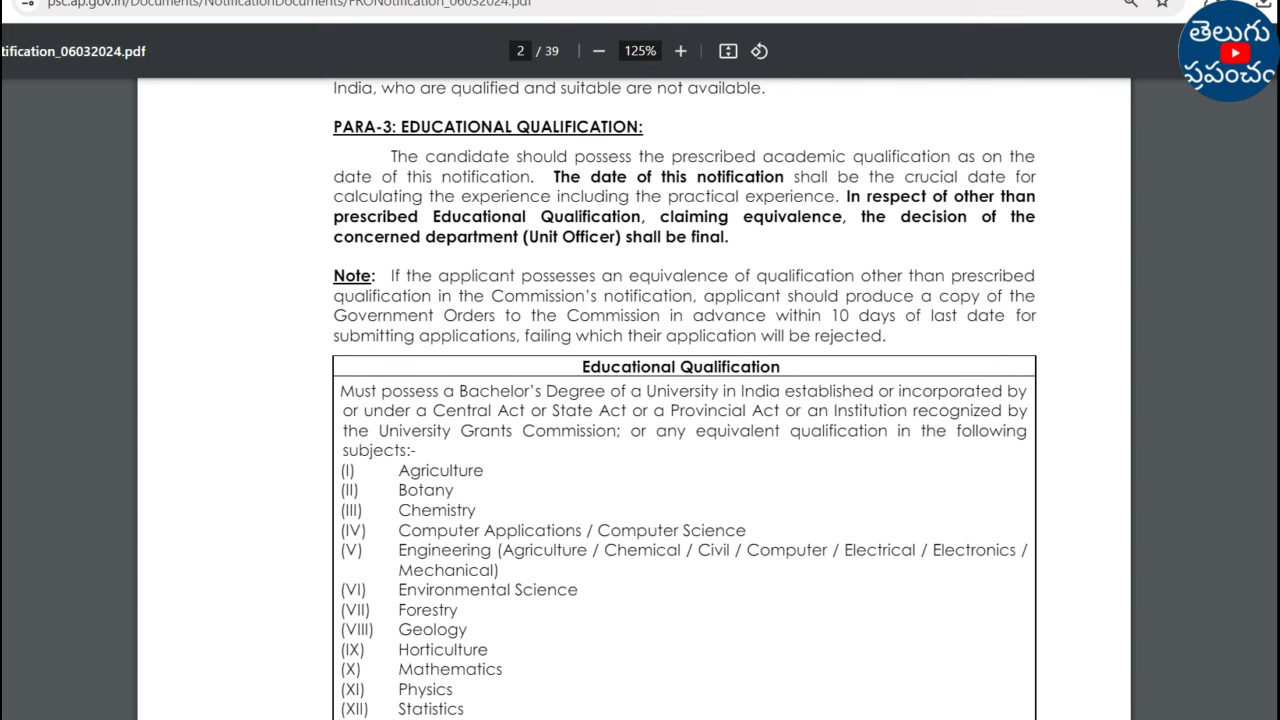 psc.ap.gov.in/Documents/NotificationDocuments/FRONotification_06032024.pdf
tification_06032024.pdf
2 / 39
125%
తెలుగు
ప్రపంచం
India, who are qualified and suitable are not available.
PARA-3: EDUCATIONAL QUALIFICATION:
The candidate should possess the prescribed academic qualification as on the
date of this notification. The date of this notification shall be the crucial date for
calculating the experience including the practical experience. In respect of other than
prescribed Educational Qualification, claiming equivalence, the decision of the
concerned department (Unit Officer) shall be final.
Note: If the applicant possesses an equivalence of qualification other than prescribed
qualification in the Commission's notification, applicant should produce a copy of the
Government Orders to the Commission in advance within 10 days of last date for
submitting applications, failing which their application will be rejected.
Educational Qualification
Must possess a Bachelor's Degree of a University in India established or incorporated by
or under a Central Act or State Act or a Provincial Act or an Institution recognized by
the University Grants Commission; or any equivalent qualification in the following
subjects:-
(I) Agriculture
(II) Botany
(III) Chemistry
(IV) Computer Applications / Computer Science
(V) Engineering (Agriculture / Chemical / Civil / Computer / Electrical / Electronics /
Mechanical)
(VI) Environmental Science
(VII) Forestry
(VIII) Geology
(IX) Horticulture
(X) Mathematics
(XI) Physics
(XII) Statistics